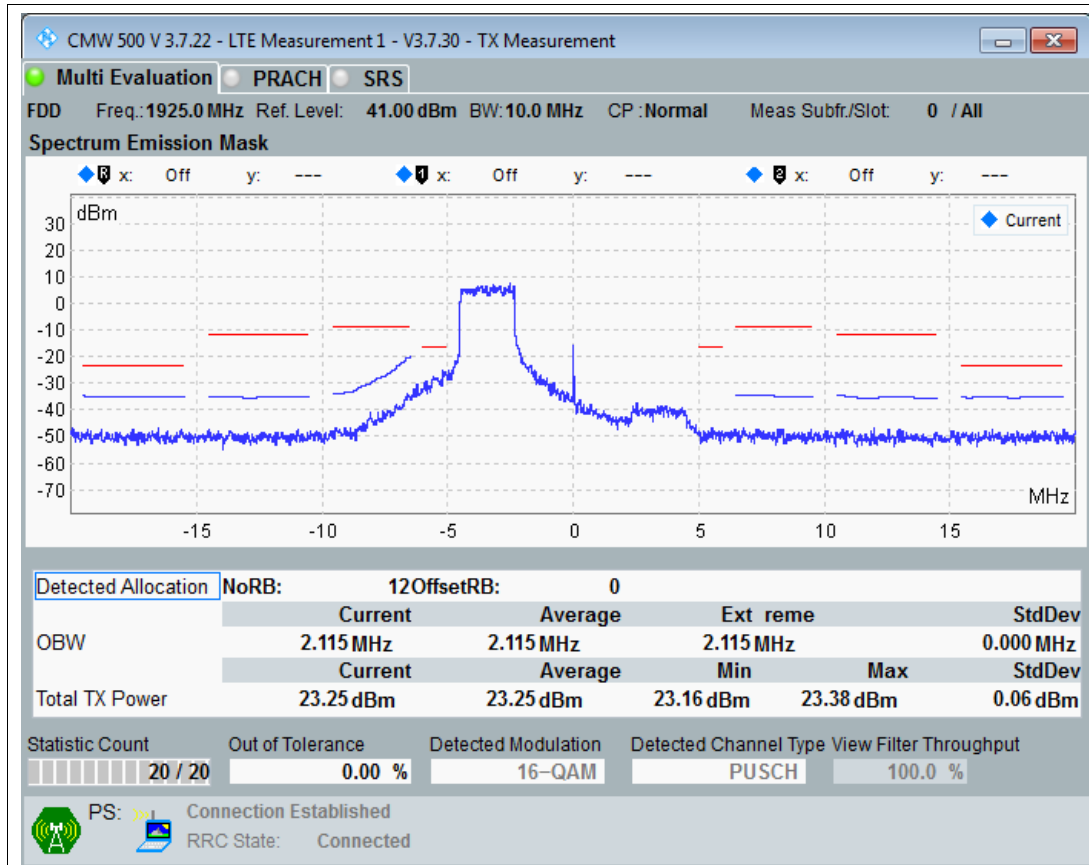 CMW 500 V 3.7.22 - LTE Measurement 1 - V3.7.30 - TX Measurement
Multi Evaluation PRACH SRS
FDD Freq.: 1925.0 MHz Ref. Level: 41.00 dBm BW: 10.0 MHz CP : Normal Meas Subfr./Slot: 0 / All
Spectrum Emission Mask
R x: Off y: --- 1 x: Off y: --- 2 x: Off y: ---
dBm
Current
30
20
10
0
-10
-20
-30
-40
-50
-60
-70
MHz
-15 -10 -5 0 5 10 15
Detected Allocation NoRB: 12 OffsetRB: 0
Current Average Ext reme StdDev
OBW 2.115 MHz 2.115 MHz 2.115 MHz 0.000 MHz
Current Average Min Max StdDev
Total TX Power 23.25 dBm 23.25 dBm 23.16 dBm 23.38 dBm 0.06 dBm
Statistic Count Out of Tolerance Detected Modulation Detected Channel Type View Filter Throughput
20 / 20 0.00 % 16-QAM PUSCH 100.0 %
PS: Connection Established
RRC State: Connected